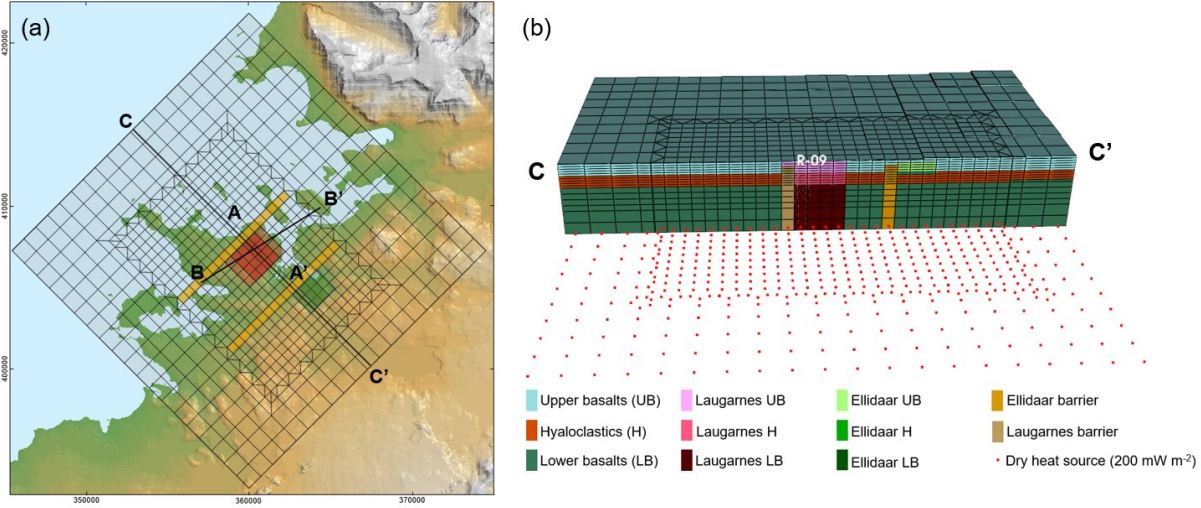 (a)
(b)
420000
410000
400000
350000
360000
370000
C
A
B'
B
A'
C'
R-09
C
C'
Upper basalts (UB)
Laugarnes UB
Ellidaar UB
Ellidaar barrier
Hyaloclastics (H)
Laugarnes H
Ellidaar H
Laugarnes barrier
Lower basalts (LB)
Laugarnes LB
Ellidaar LB
Dry heat source (200 mW m-2)